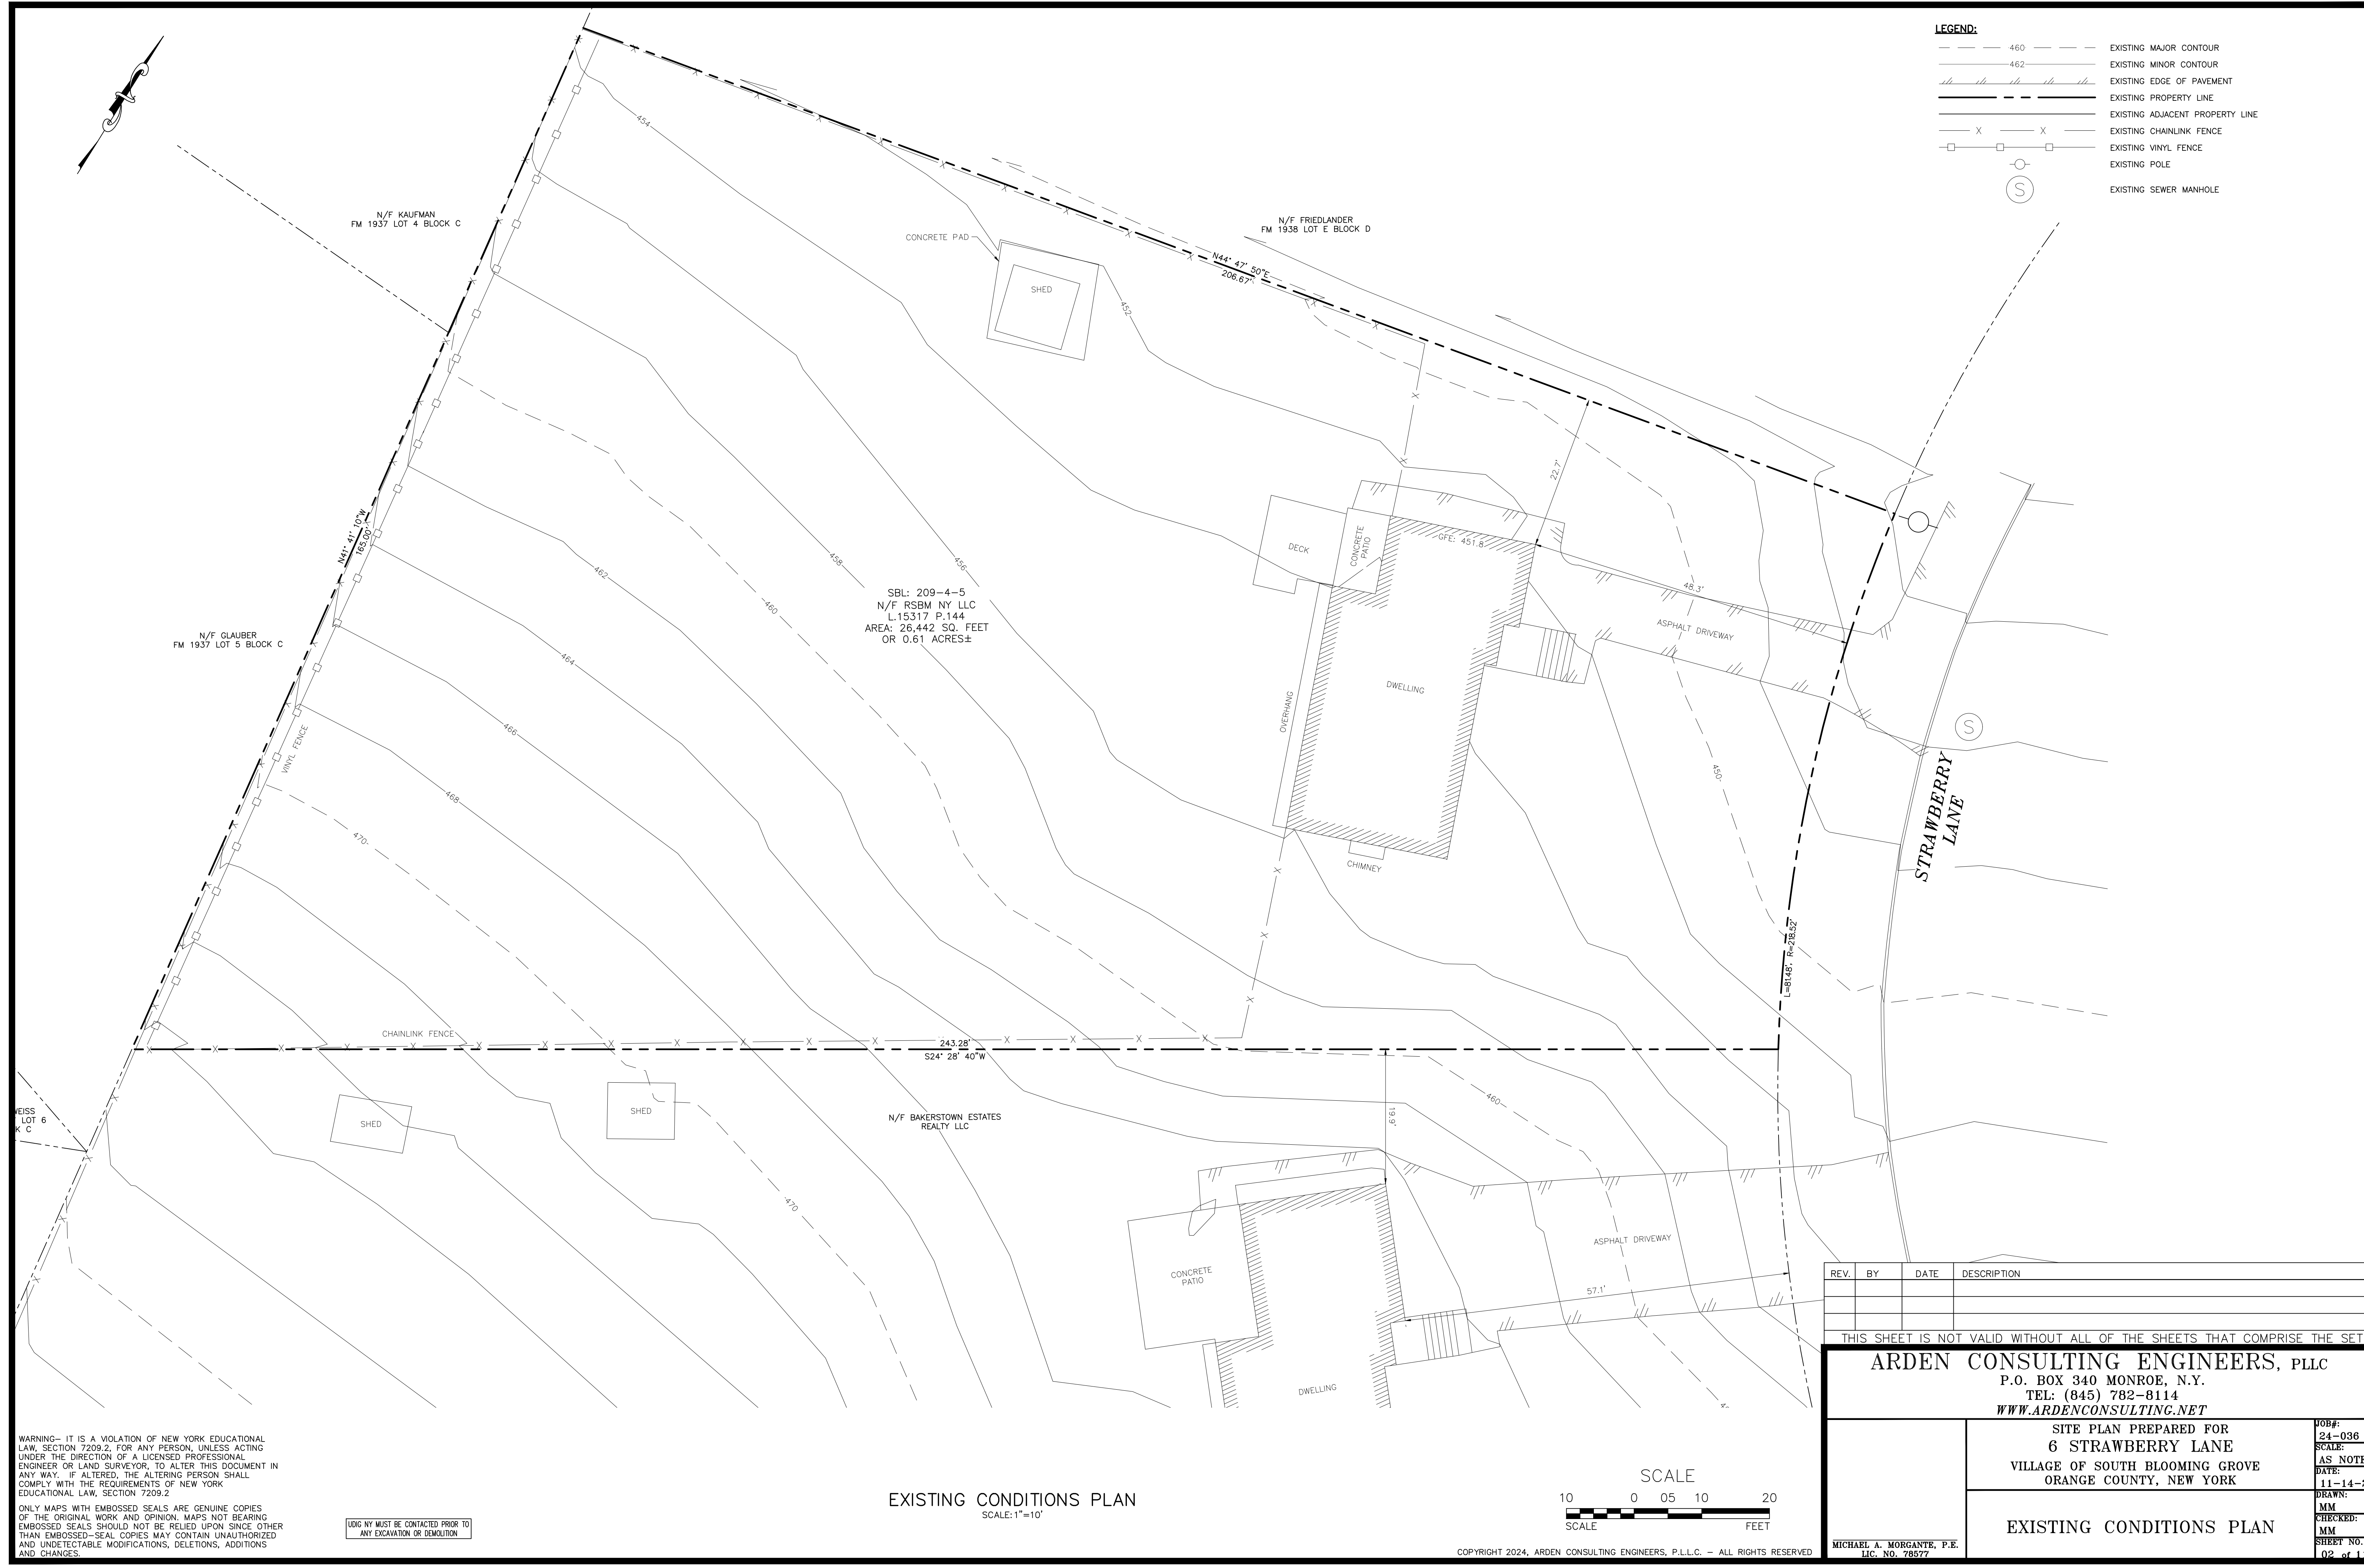 LEGEND:
460 EXISTING MAJOR CONTOUR
462 EXISTING MINOR CONTOUR
EXISTING EDGE OF PAVEMENT
EXISTING PROPERTY LINE
EXISTING ADJACENT PROPERTY LINE
X X EXISTING CHAINLINK FENCE
EXISTING VINYL FENCE
EXISTING POLE
S EXISTING SEWER MANHOLE
454
N/F KAUFMAN
FM 1937 LOT 4 BLOCK C
N/F FRIEDLANDER
FM 1938 LOT E BLOCK D
CONCRETE PAD
SHED
N44° 47' 50"E
206.67'
452
22.7'
N41° 41' 10"W
165.00'
DECK
CONCRETE
PATIO
GFE: 451.8
458
456
462
460
48.3'
ASPHALT DRIVEWAY
SBL: 209-4-5
N/F RSBM NY LLC
L.15317 P.144
AREA: 26,442 SQ. FEET
OR 0.61 ACRES±
N/F GLAUBER
FM 1937 LOT 5 BLOCK C
464
DWELLING
OVERHANG
466
VINYL FENCE
S
STRAWBERRY
LANE
468
450
470
CHIMNEY
L=81.48', R=218.52'
CHAINLINK FENCE
243.28'
S24° 28' 40"W
WEISS
LOT 6
K C
SHED
SHED
N/F BAKERSTOWN ESTATES
REALTY LLC
19.9'
460
470
CONCRETE
PATIO
ASPHALT DRIVEWAY
57.1'
DWELLING
REV. BY DATE DESCRIPTION
THIS SHEET IS NOT VALID WITHOUT ALL OF THE SHEETS THAT COMPRISE THE SET
ARDEN CONSULTING ENGINEERS, PLLC
P.O. BOX 340 MONROE, N.Y.
TEL: (845) 782-8114
WWW.ARDENCONSULTING.NET
SITE PLAN PREPARED FOR
6 STRAWBERRY LANE
VILLAGE OF SOUTH BLOOMING GROVE
ORANGE COUNTY, NEW YORK
EXISTING CONDITIONS PLAN
MICHAEL A. MORGANTE, P.E.
LIC. NO. 78577
JOB#:
24-036
SCALE:
AS NOTE
DATE:
11-14-2
DRAWN:
MM
CHECKED:
MM
SHEET NO.
02 of 1
WARNING- IT IS A VIOLATION OF NEW YORK EDUCATIONAL
LAW, SECTION 7209.2, FOR ANY PERSON, UNLESS ACTING
UNDER THE DIRECTION OF A LICENSED PROFESSIONAL
ENGINEER OR LAND SURVEYOR, TO ALTER THIS DOCUMENT IN
ANY WAY. IF ALTERED, THE ALTERING PERSON SHALL
COMPLY WITH THE REQUIREMENTS OF NEW YORK
EDUCATIONAL LAW, SECTION 7209.2
ONLY MAPS WITH EMBOSSED SEALS ARE GENUINE COPIES
OF THE ORIGINAL WORK AND OPINION. MAPS NOT BEARING
EMBOSSED SEALS SHOULD NOT BE RELIED UPON SINCE OTHER
THAN EMBOSSED-SEAL COPIES MAY CONTAIN UNAUTHORIZED
AND UNDETECTABLE MODIFICATIONS, DELETIONS, ADDITIONS
AND CHANGES.
UDIG NY MUST BE CONTACTED PRIOR TO
ANY EXCAVATION OR DEMOLITION
EXISTING CONDITIONS PLAN
SCALE: 1"=10'
SCALE
10 0 05 10 20
SCALE FEET
COPYRIGHT 2024, ARDEN CONSULTING ENGINEERS, P.L.L.C. - ALL RIGHTS RESERVED